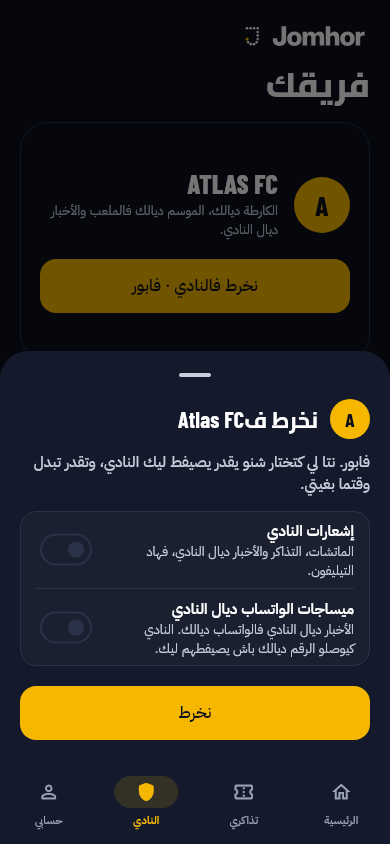 Jomhor
فريقك
A
ATLAS FC
الكارطة ديالك، الموسم ديالك فالملعب والأخبار
ديال النادي.
نخرط فالنادي · فابور
A
نخرط فـAtlas FC
فابور. نتا لي كتختار شنو يقدر يصيفط ليك النادي، وتقدر تبدل
وقتما بغيتي.
إشعارات النادي
الماتشات، التذاكر والأخبار ديال النادي، فهاد
التيليفون.
ميساجات الواتساب ديال النادي
الأخبار ديال النادي فالواتساب ديالك. النادي
كيوصلو الرقم ديالك باش يصيفطهم ليك.
نخرط
الرئيسية
تذاكري
النادي
حسابي